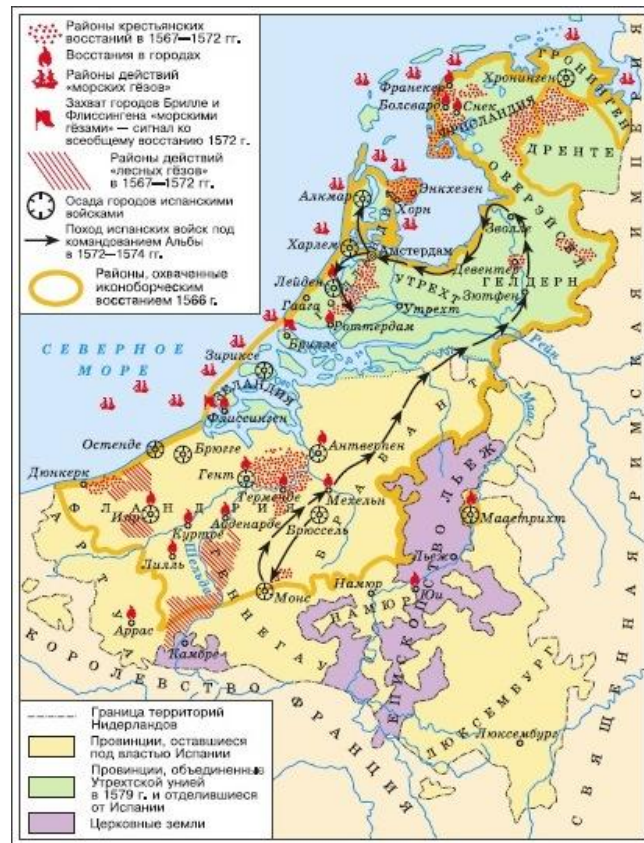 Районы крестьянских
восстаний в 1567—1572 гг.
Восстания в городах
Районы действий
«морских гёзов»
Захват городов Брилле и
Флиссингена «морскими
гёзами» — сигнал ко
всеобщему восстанию 1572 г.
Районы действий
«лесных гёзов»
в 1567—1572 гг.
Осада городов испанскими
войсками
Поход испанских войск под
командованием Альбы
в 1572—1574 гг.
Районы, охваченные
иконоборческим
восстанием 1566 г.
ГРОНИНГЕН
Хронинген
Франекер
Болсвард
Снек
ФРИСЛАНДИЯ
ДРЕНТЕ
Энкхезен
Алкмар
Хорн
ОВЕРЭЙСЕЛ
Зволле
Харлем
Амстердам
Девентер
Лейден
УТРЕХТ
ГЕЛДЕРН
Гаага
Зютфен
Утрехт
Роттердам
Брилле
СЕВЕРНОЕ
МОРЕ
Зириксе
Рейн
ЗЕЛАНДИЯ
Маас
Флиссинген
Остенде
Брюгге
Антверпен
БРАБАНТ
Дюнкерк
Гент
ФЛАНДРИЯ
Термонде
Мехельн
Ипр
Куртре
Ауденарде
Брюссель
Маастрихт
АРТУА
Лилль
Шельда
Льеж
ЕПИСКОПСТВО ЛЬЕЖ
Монс
Намюр
Юи
НАМЮР
ГЕННЕГАУ
Аррас
Камбре
КОРОЛЕВСТВО ФРАНЦИЯ
ЛЮКСЕМБУРГ
Люксембург
СВЯЩЕННАЯ РИМСКАЯ ИМПЕРИЯ
Граница территорий
Нидерландов
Провинции, оставшиеся
под властью Испании
Провинции, объединенные
Утрехтской унией
в 1579 г. и отделившиеся
от Испании
Церковные земли